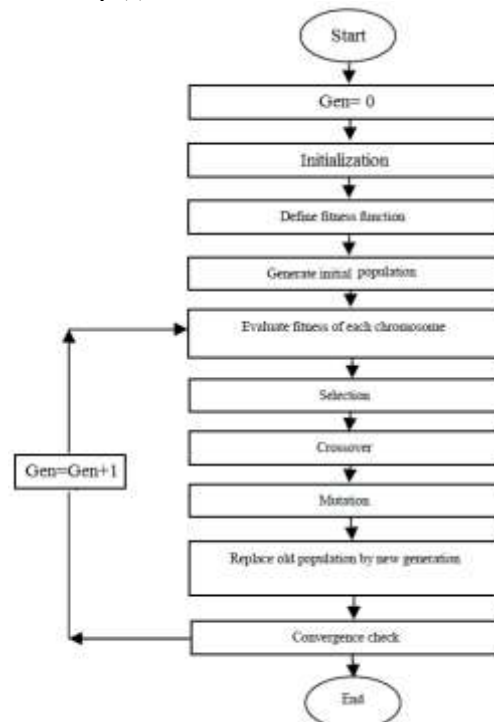 Start
Gen= 0
Initialization
Define fitness function
Generate initial population
Evaluate fitness of each chromosome
Selection
Crossover
Gen=Gen+1
Mutation
Replace old population by new generation
Convergence check
End